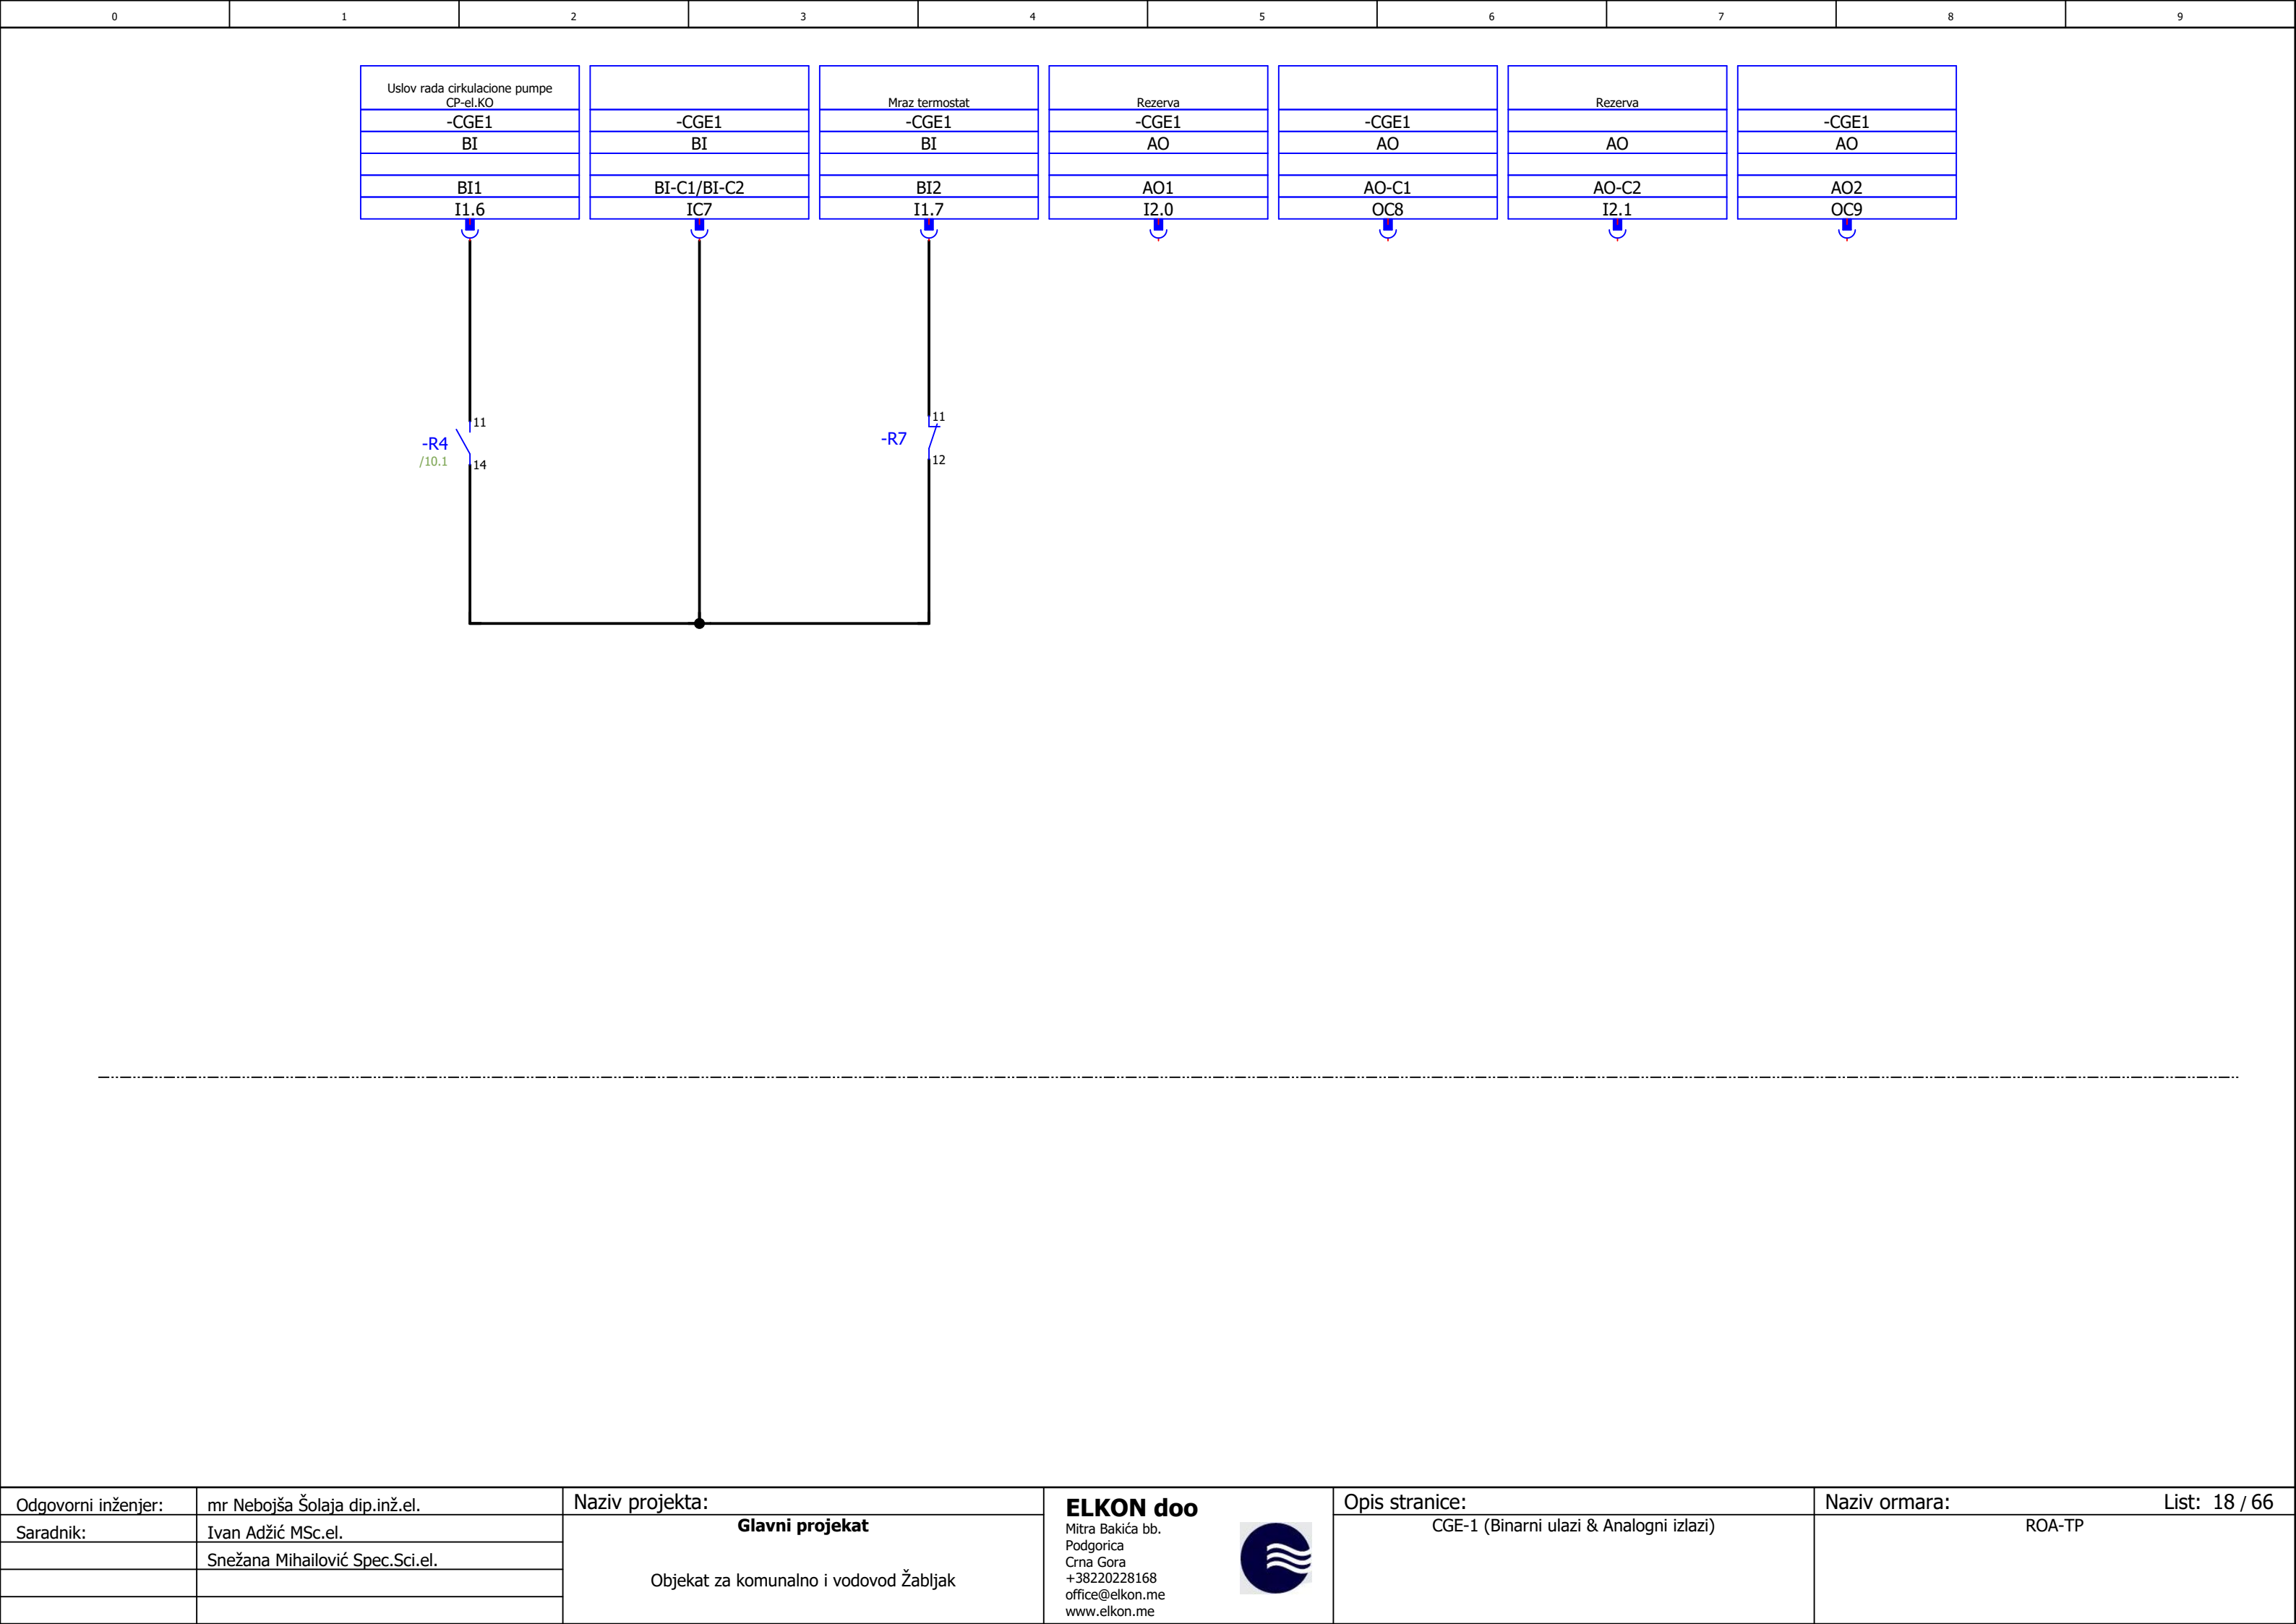 0 1 2 3 4 5 6 7 8 9
Uslov rada cirkulacione pumpe
CP-el.KO
-CGE1
BI
BI1
I1.6
-CGE1
BI
BI-C1/BI-C2
IC7
Mraz termostat
-CGE1
BI
BI2
I1.7
Rezerva
-CGE1
AO
AO1
I2.0
-CGE1
AO
AO-C1
OC8
Rezerva
AO
AO-C2
I2.1
-CGE1
AO
AO2
OC9
11
-R4
/10.1
14
11
-R7
12
Odgovorni inženjer: mr Nebojša Šolaja dip.inž.el.
Saradnik: Ivan Adžić MSc.el.
Snežana Mihailović Spec.Sci.el.
Naziv projekta:
Glavni projekat
Objekat za komunalno i vodovod Žabljak
ELKON doo
Mitra Bakića bb.
Podgorica
Crna Gora
+38220228168
office@elkon.me
www.elkon.me
Opis stranice:
CGE-1 (Binarni ulazi & Analogni izlazi)
Naziv ormara: List: 18 / 66
ROA-TP